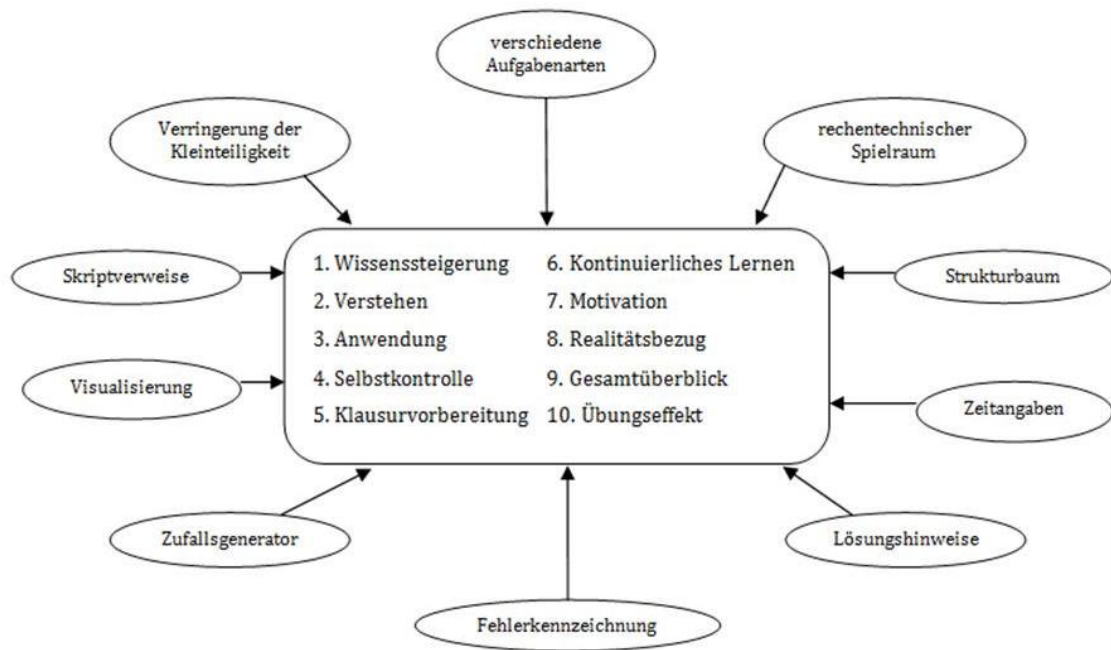 verschiedene
Aufgabenarten
Verringerung der
Kleinteiligkeit
rechentechnischer
Spielraum
Skriptverweise
1. Wissenssteigerung
2. Verstehen
3. Anwendung
4. Selbstkontrolle
5. Klausurvorbereitung
6. Kontinuierliches Lernen
7. Motivation
8. Realitätsbezug
9. Gesamtüberblick
10. Übungseffekt
Strukturbaum
Visualisierung
Zeitangaben
Zufallsgenerator
Lösungshinweise
Fehlerkennzeichnung